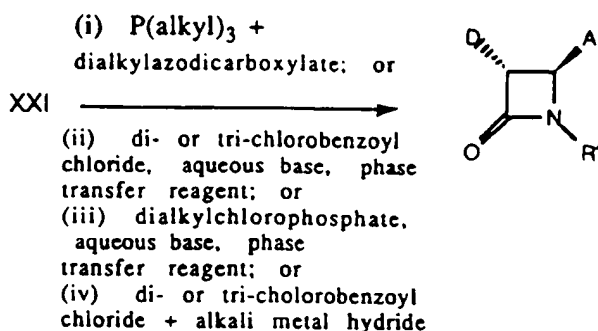 (i) P(alkyl)3 +
dialkylazodicarboxylate; or
XXI
(ii) di- or tri-chlorobenzoyl
chloride, aqueous base, phase
transfer reagent; or
(iii) dialkylchlorophosphate,
aqueous base, phase
transfer reagent; or
(iv) di- or tri-cholorobenzoyl
chloride + alkali metal hydride
D A
O N
R'